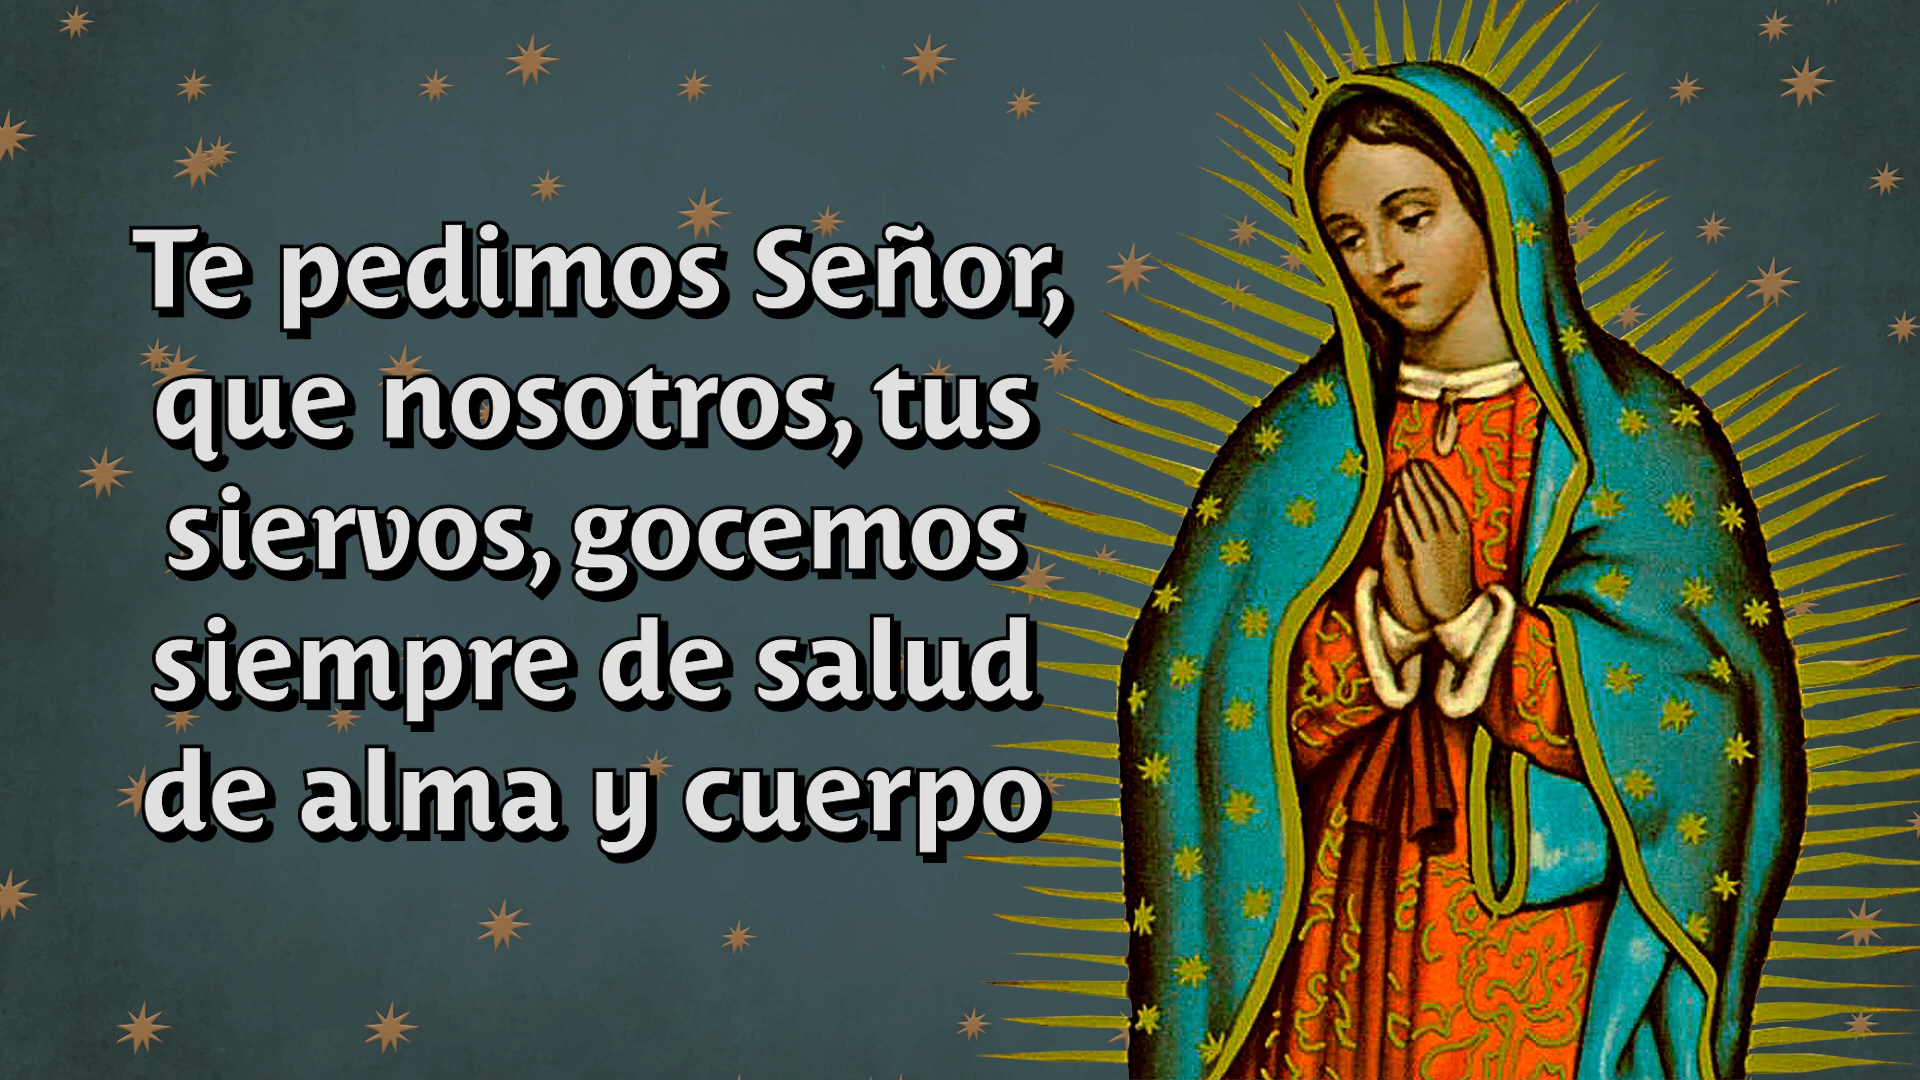 Te pedimos Señor,
que nosotros, tus
siervos, gocemos
siempre de salud
de alma y cuerpo